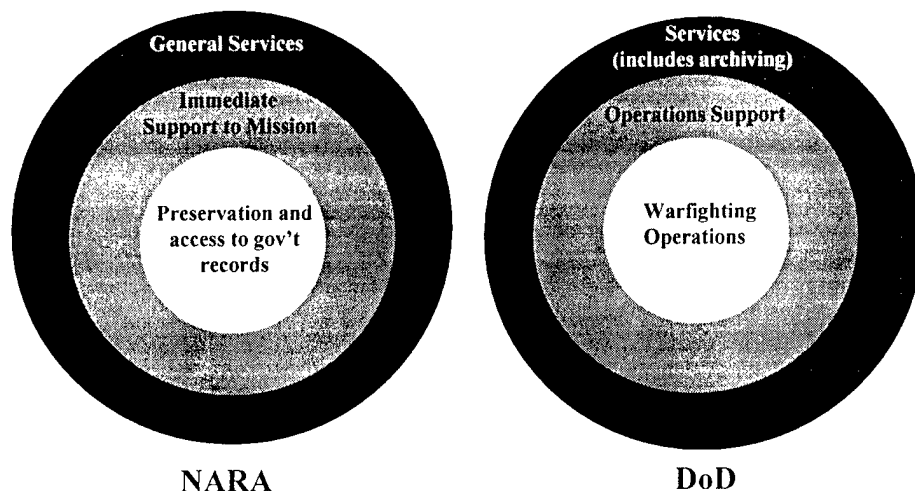 General Services
Immediate
Support to Mission
Preservation and
access to gov't
records
NARA
Services
(includes archiving)
Operations Support
Warfighting
Operations
DoD